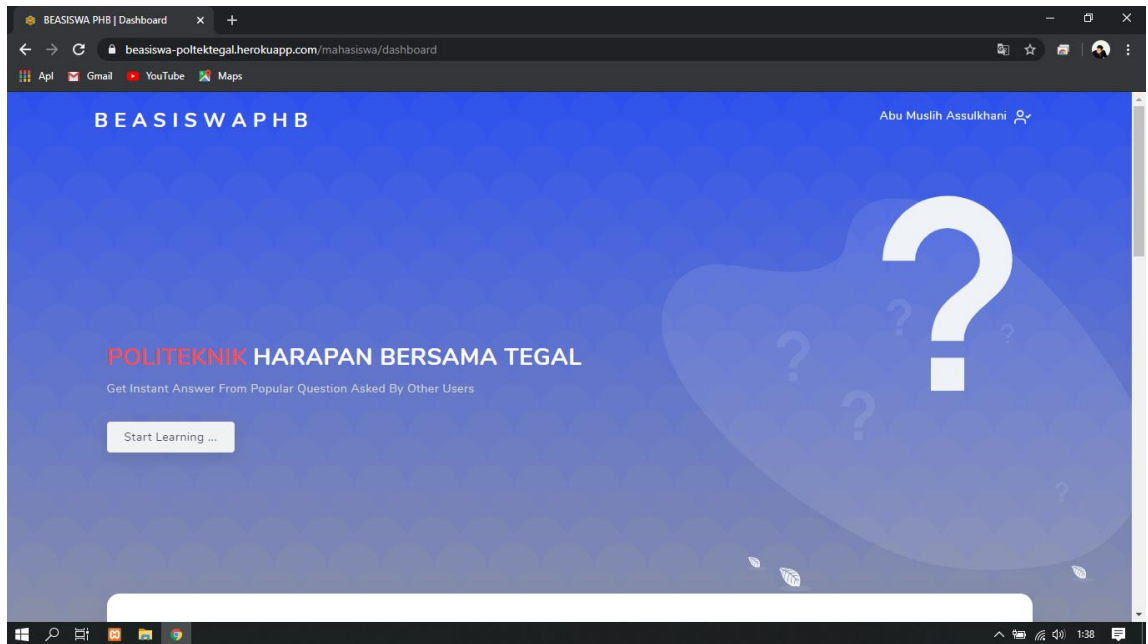 BEASISWA PHB | Dashboard
beasiswa-poltektegal.herokuapp.com/mahasiswa/dashboard
Apl Gmail YouTube Maps
BEASISWAPHB
Abu Muslih Assulkhani
?
? ? ? ? ?
POLITEKNIK HARAPAN BERSAMA TEGAL
Get Instant Answer From Popular Question Asked By Other Users
Start Learning ...
1:38